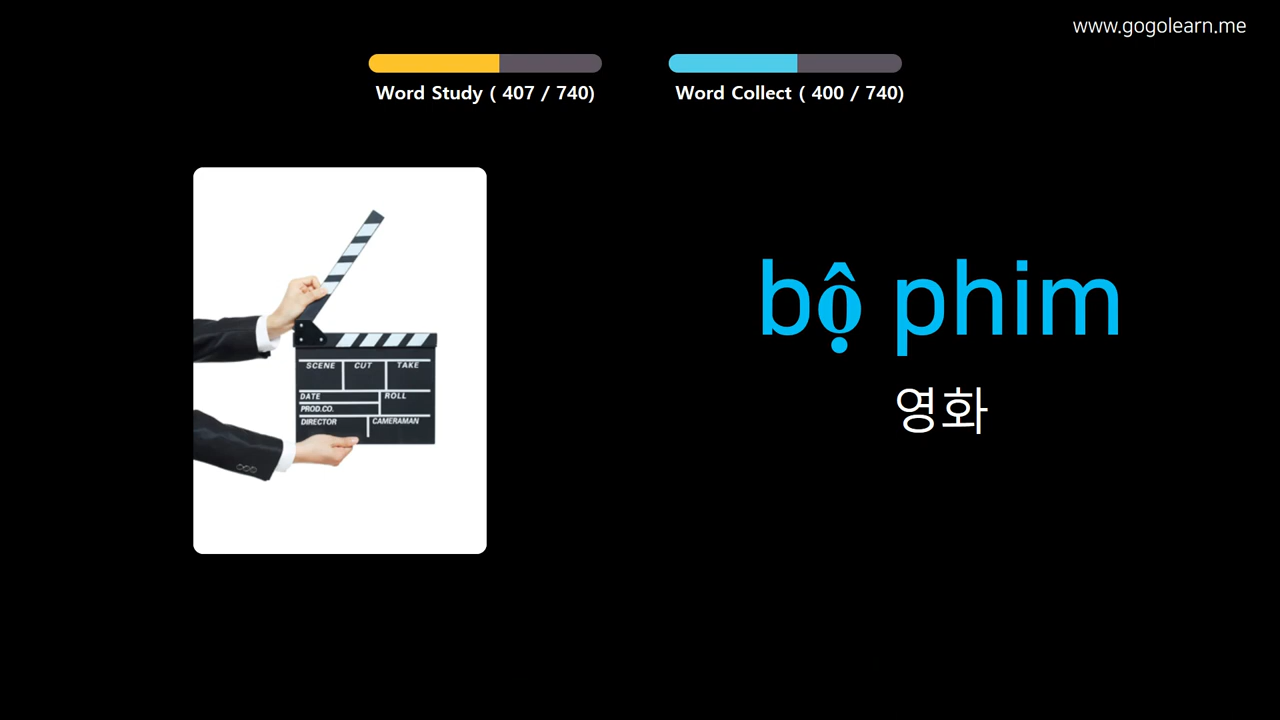 www.gogolearn.me
Word Study ( 407 / 740)
Word Collect ( 400 / 740)
SCENE CUT TAKE
DATE ROLL
PROD.CO.
DIRECTOR CAMERAMAN
bộ phim
영화